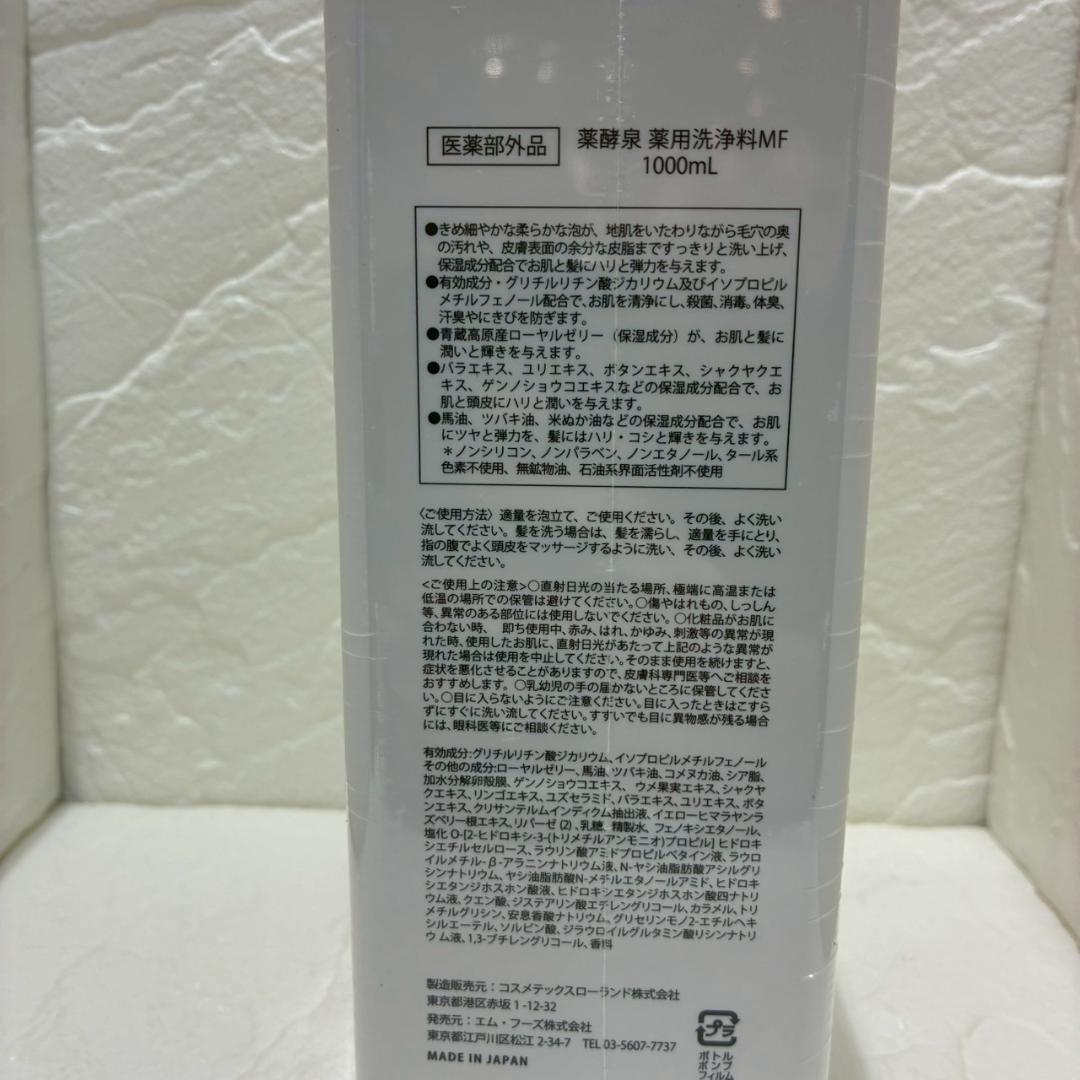 医薬部外品
薬酵泉 薬用洗浄料MF
1000mL
●きめ細やかな柔らかな泡が、地肌をいたわりながら毛穴の奥
の汚れや、皮膚表面の余分な皮脂まですっきりと洗い上げ、
保湿成分配合でお肌と髪にハリと弾力を与えます。
●有効成分・グリチルリチン酸ジカリウム及びイソプロピル
メチルフェノール配合で、お肌を清浄にし、殺菌、消毒。体臭、
汗臭やにきびを防ぎます。
●青蔵高原産ローヤルゼリー（保湿成分）が、お肌と髪に
潤いと輝きを与えます。
●バラエキス、ユリエキス、ボタンエキス、シャクヤクエ
キス、ゲンノショウコエキスなどの保湿成分配合で、お
肌と頭皮にハリと潤いを与えます。
●馬油、ツバキ油、米ぬか油などの保湿成分配合で、お肌
にツヤと弾力を、髪にはハリ・コシと輝きを与えます。
＊ノンシリコン、ノンパラベン、ノンエタノール、タール系
色素不使用、無鉱物油、石油系界面活性剤不使用
〈ご使用方法〉適量を泡立て、ご使用ください。その後、よく洗い
流してください。髪を洗う場合は、髪を濡らし、適量を手にとり、
指の腹でよく頭皮をマッサージするように洗い、その後、よく洗い
流してください。
<ご使用上の注意>○直射日光の当たる場所、極端に高温または
低温の場所での保管は避けてください。○傷やはれもの、しっしん
等、異常のある部位には使用しないでください。○化粧品がお肌に
合わない時、 即ち使用中、赤み、はれ、かゆみ、刺激等の異常が現
れた時、使用したお肌に、直射日光があたって上記のような異常が
現れた場合は使用を中止してください。そのまま使用を続けますと、
症状を悪化させることがありますので、皮膚科専門医等へご相談を
おすすめします。○乳幼児の手の届かないところに保管してくださ
い。○目に入らないようにご注意ください。目に入ったときはこすら
ずにすぐに洗い流してください。すすいでも目に異物感が残る場合
には、眼科医等にご相談ください。
有効成分:グリチルリチン酸ジカリウム、イソプロピルメチルフェノール
その他の成分:ローヤルゼリー、馬油、ツバキ油、コメヌカ油、シア脂、
加水分解卵殻膜、ゲンノショウコエキス、 ウメ果実エキス、シャクヤ
クエキス、リンゴエキス、ユズセラミド、バラエキス、ユリエキス、ボタ
ンエキス、クリサンテルムインディクム抽出液、イエローヒマラヤンラ
ズベリー根エキス、リパーゼ(2)、乳糖、精製水、フェノキシエタノール、
塩化 O-[2-ヒドロキシ-3-(トリメチルアンモニオ)プロピル] ヒドロキ
シエチルセルロース、ラウリン酸アミドプロピルベタイン液、ラウロ
イルメチル-β-アラニンナトリウム液、N-ヤシ油脂肪酸アシルグリ
シンナトリウム、ヤシ油脂肪酸N-メチルエタノールアミド、ヒドロキ
シエタンジホスホン酸液、ヒドロキシエタンジホスホン酸四ナトリ
ウム液、クエン酸、ジステアリン酸エチレングリコール、カラメル、トリ
メチルグリシン、安息香酸ナトリウム、グリセリンモノ2-エチルヘキ
シルエーテル、ソルビン酸、ジラウロイルグルタミン酸リシンナトリ
ウム液、1,3-ブチレングリコール、香料
製造販売元：コスメテックスローランド株式会社
東京都港区赤坂1-12-32
発売元：エム・フーズ株式会社
東京都江戸川区松江 2-34-7 TEL 03-5607-7737
MADE IN JAPAN
プラ
ボトル
ポンプ
フィルム